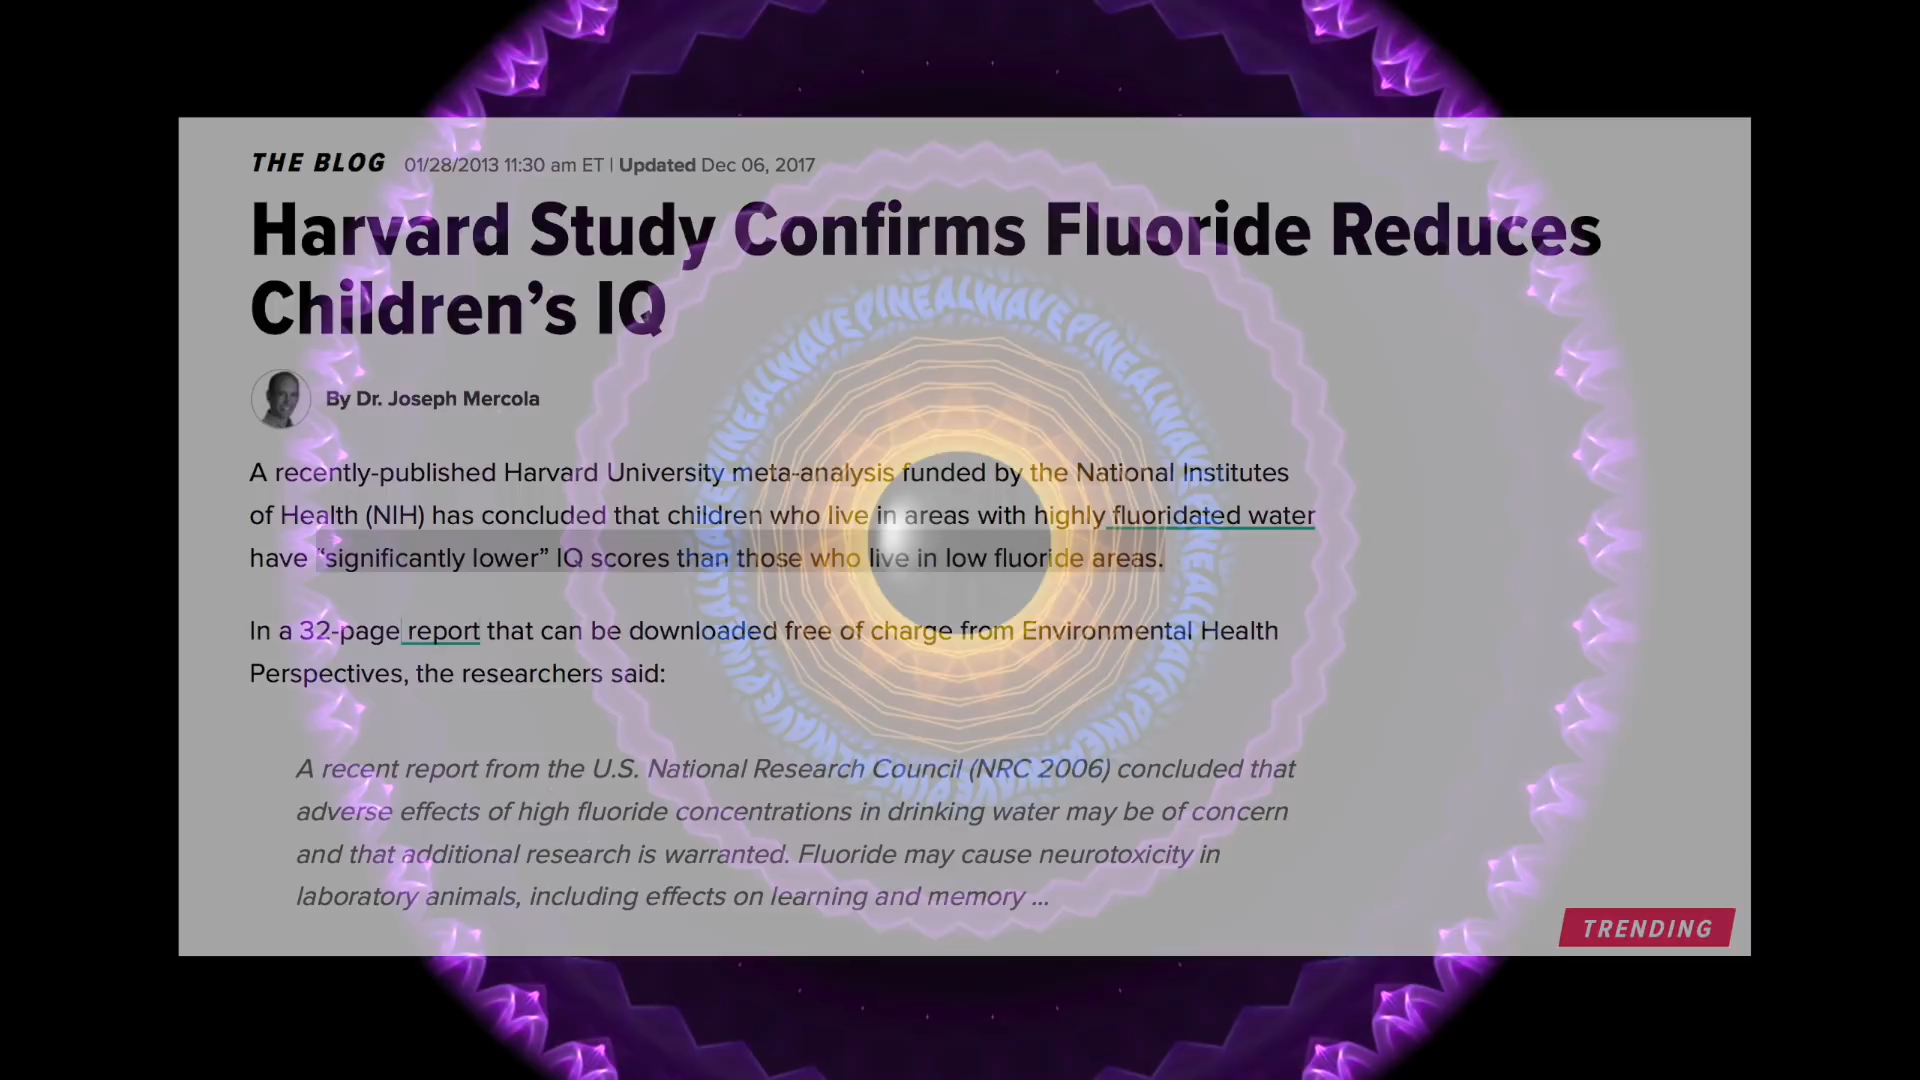 THE BLOG 01/28/2013 11:30 am ET | Updated Dec 06, 2017
Harvard Study Confirms Fluoride Reduces
Children’s IQ
By Dr. Joseph Mercola
A recently-published Harvard University meta-analysis funded by the National Institutes
of Health (NIH) has concluded that children who live in areas with highly fluoridated water
have “significantly lower” IQ scores than those who live in low fluoride areas.
In a 32-page report that can be downloaded free of charge from Environmental Health
Perspectives, the researchers said:
A recent report from the U.S. National Research Council (NRC 2006) concluded that
adverse effects of high fluoride concentrations in drinking water may be of concern
and that additional research is warranted. Fluoride may cause neurotoxicity in
laboratory animals, including effects on learning and memory ...
TRENDING
PINEALWAVEPINEALWAVEPINEALWAVEPINEALWAVE